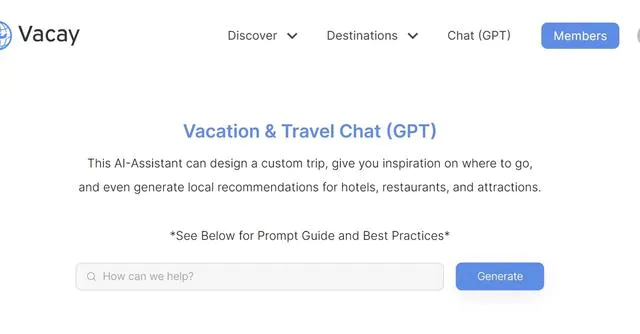 Vacay
Discover
Destinations
Chat (GPT)
Members
Vacation & Travel Chat (GPT)
This AI-Assistant can design a custom trip, give you inspiration on where to go,
and even generate local recommendations for hotels, restaurants, and attractions.
*See Below for Prompt Guide and Best Practices*
How can we help?
Generate